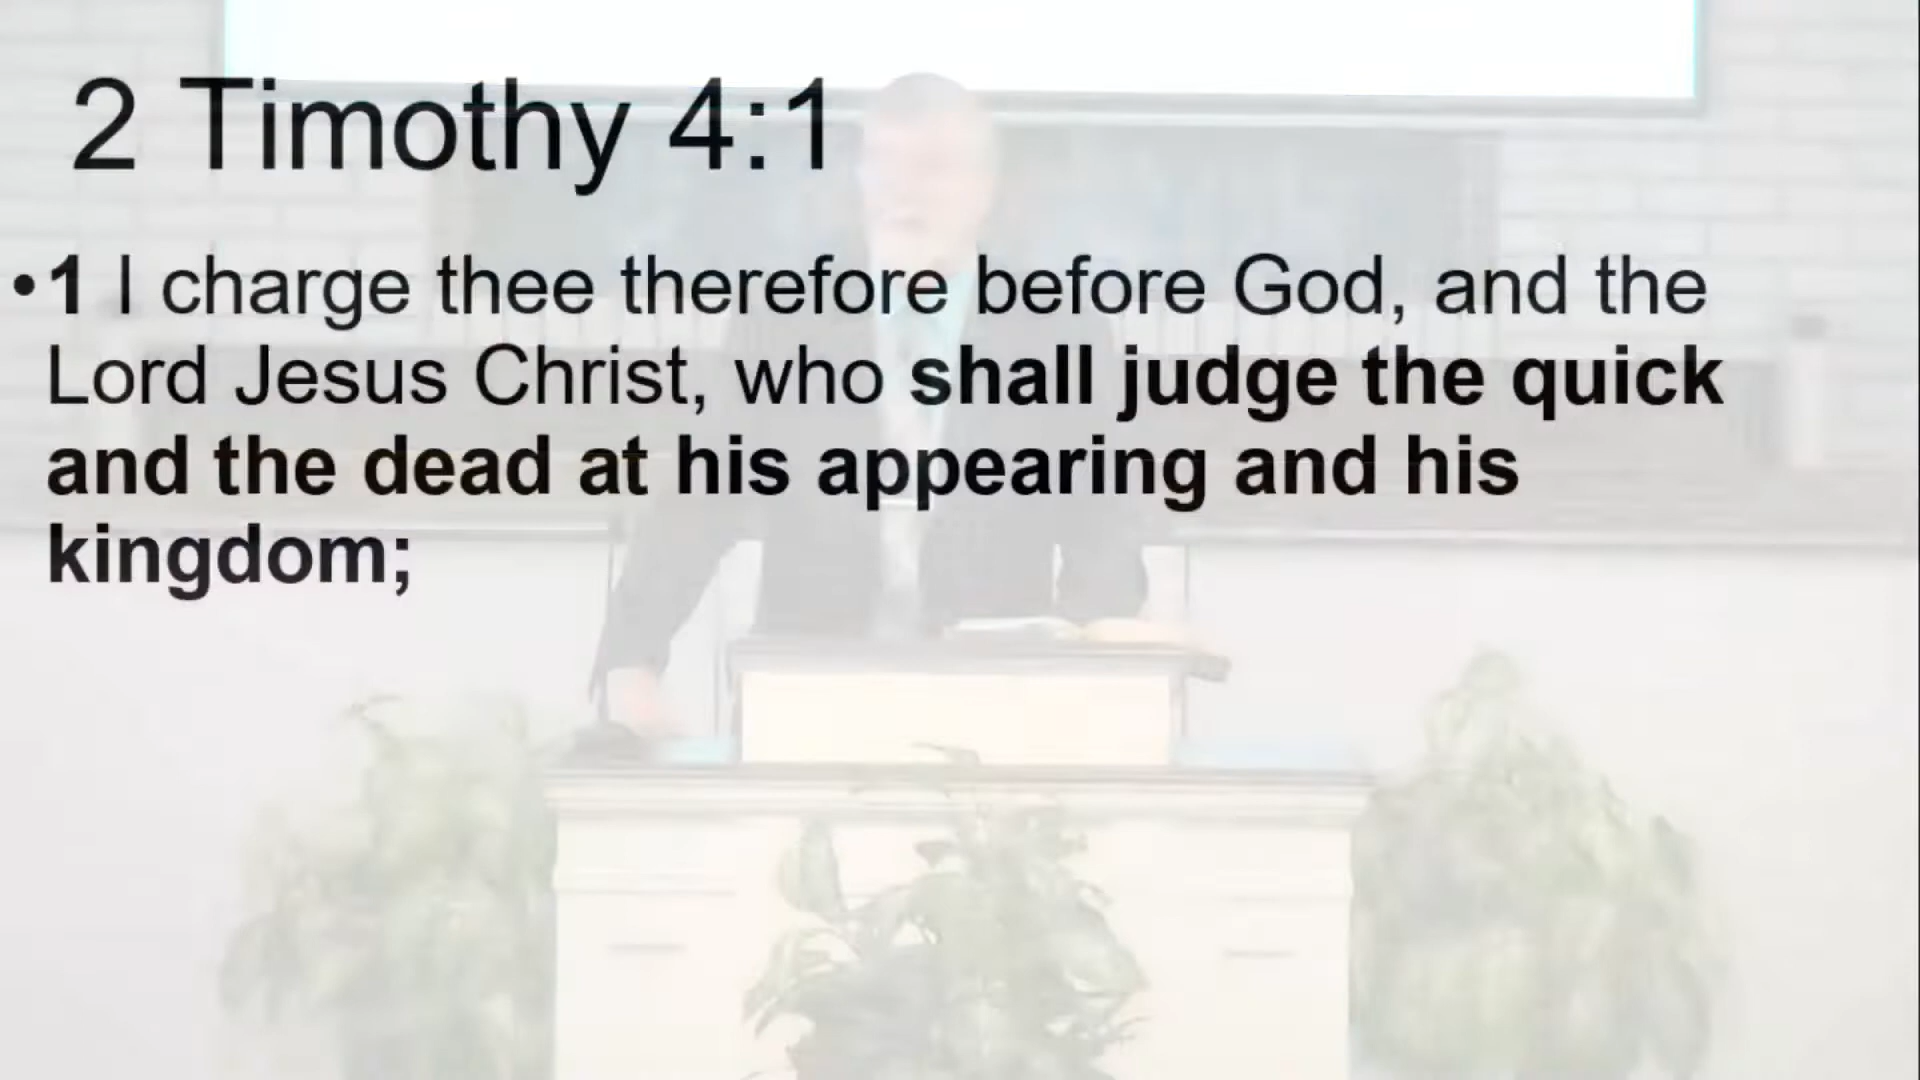 2 Timothy 4:1
•1 I charge thee therefore before God, and the
Lord Jesus Christ, who shall judge the quick
and the dead at his appearing and his
kingdom;